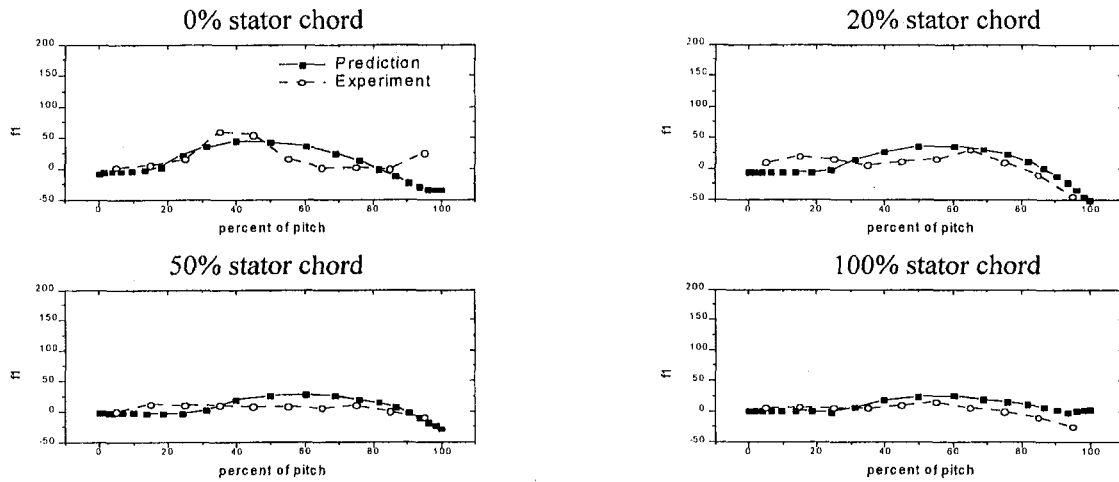 0% stator chord
200
150
100
50
0
-50
f1
Prediction
Experiment
0 20 40 60 80 100
percent of pitch
20% stator chord
200
150
100
50
0
-50
f1
0 20 40 60 80 100
percent of pitch
50% stator chord
200
150
100
50
0
-50
f1
0 20 40 60 80 100
percent of pitch
100% stator chord
200
150
100
50
0
-50
f1
0 20 40 60 80 100
percent of pitch